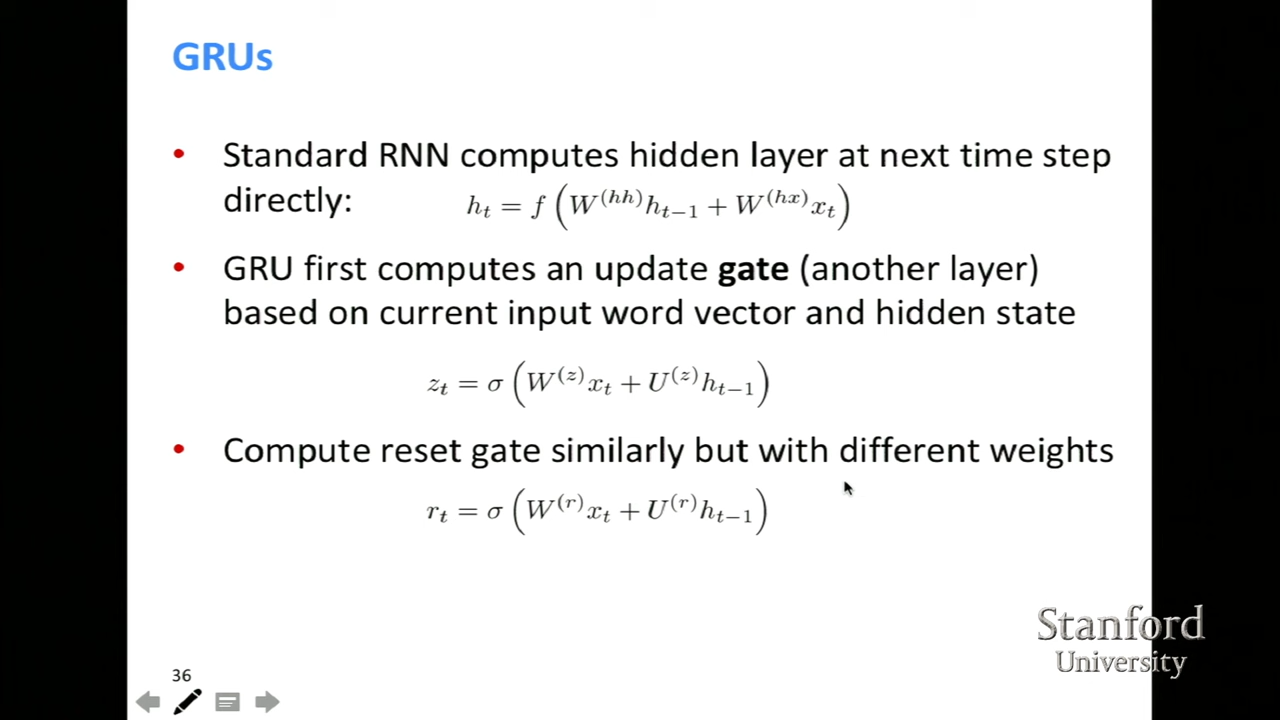 GRUs
• Standard RNN computes hidden layer at next time step
directly: h_t = f ( W^(hh) h_{t−1} + W^(hx) x_t )
• GRU first computes an update gate (another layer)
based on current input word vector and hidden state
z_t = σ ( W^(z) x_t + U^(z) h_{t−1} )
• Compute reset gate similarly but with different weights
r_t = σ ( W^(r) x_t + U^(r) h_{t−1} )
Stanford
University
36